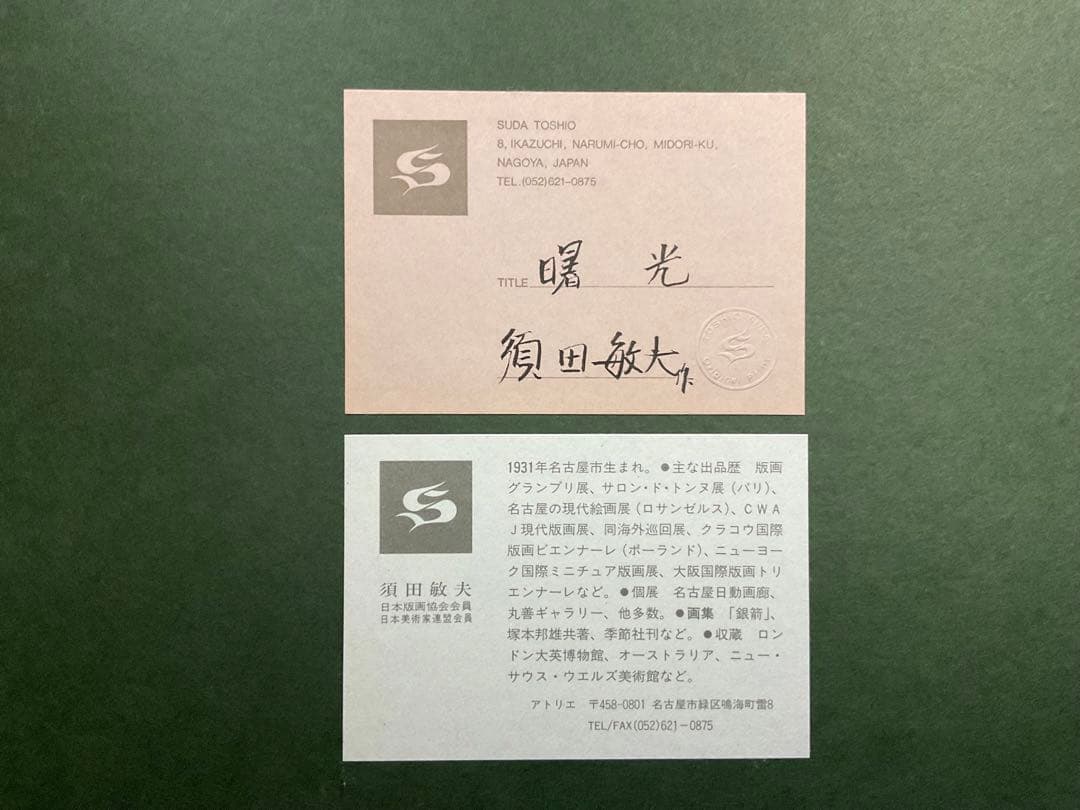 SUDA TOSHIO
8, IKAZUCHI, NARUMI-CHO, MIDORI-KU,
NAGOYA, JAPAN
TEL.(052)621-0875
TITLE 曙 光
須田敏夫作
1931年名古屋市生まれ。●主な出品歴 版画
グランプリ展、サロン・ド・トンヌ展(パリ)、
名古屋の現代絵画展(ロサンゼルス)、CWA
J現代版画展、同海外巡回展、クラコウ国際
版画ビエンナーレ(ポーランド)、ニューヨー
ク国際ミニチュア版画展、大阪国際版画トリ
エンナーレなど。●個展 名古屋日動画廊、
丸善ギャラリー、他多数。●画集 「銀箭」、
塚本邦雄共著、季節社刊など。●収蔵 ロン
ドン大英博物館、オーストラリア、ニュー・
サウス・ウエルズ美術館など。
須田敏夫
日本版画協会会員
日本美術家連盟会員
アトリエ 〒458-0801 名古屋市緑区鳴海町雷8
TEL/FAX(052)621-0875